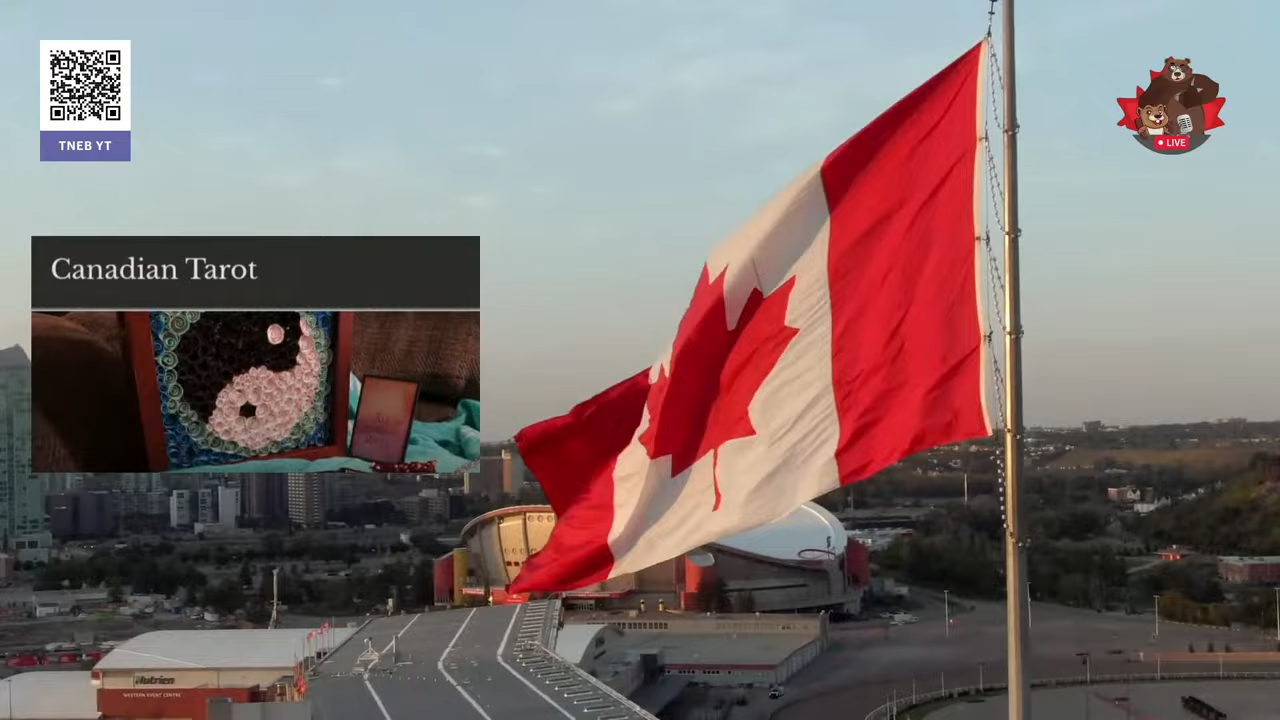 TNEB YT
LIVE
Canadian Tarot
Nutrien
WESTERN EVENT CENTRE